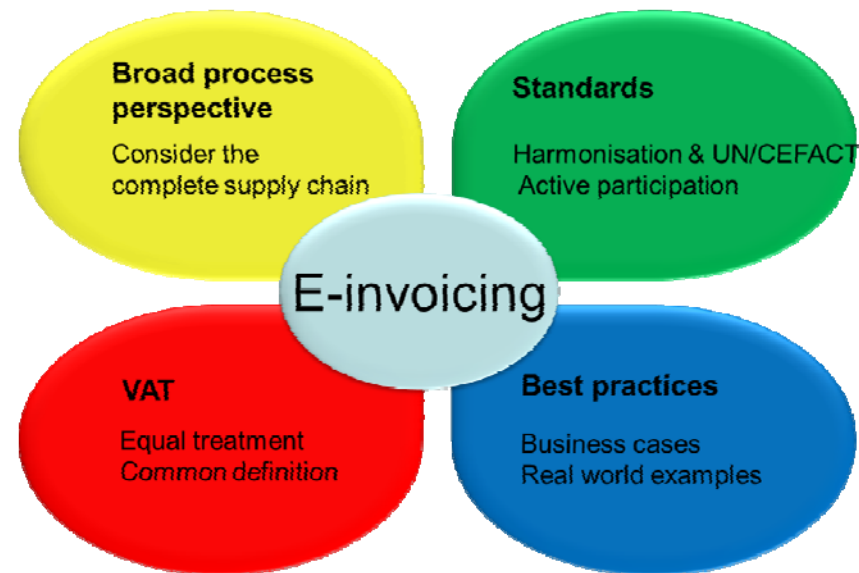 Broad process
perspective
Consider the
complete supply chain
Standards
Harmonisation & UN/CEFACT
Active participation
E-invoicing
VAT
Equal treatment
Common definition
Best practices
Business cases
Real world examples